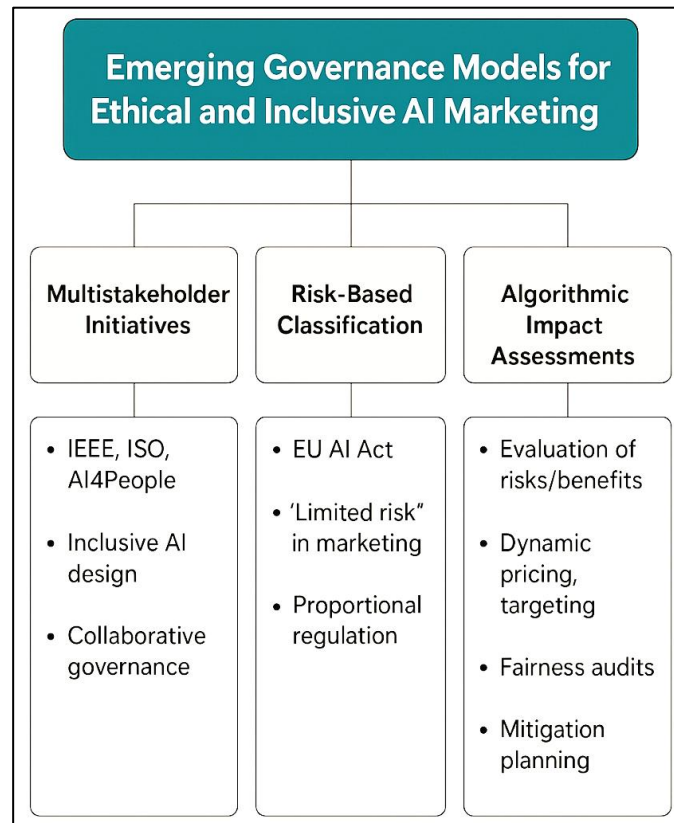 Emerging Governance Models for
Ethical and Inclusive AI Marketing
Multistakeholder
Initiatives
• IEEE, ISO,
AI4People
• Inclusive AI
design
• Collaborative
governance
Risk-Based
Classification
• EU AI Act
• ‘Limited risk”
in marketing
• Proportional
regulation
Algorithmic
Impact
Assessments
• Evaluation of
risks/benefits
• Dynamic
pricing,
targeting
• Fairness audits
• Mitigation
planning